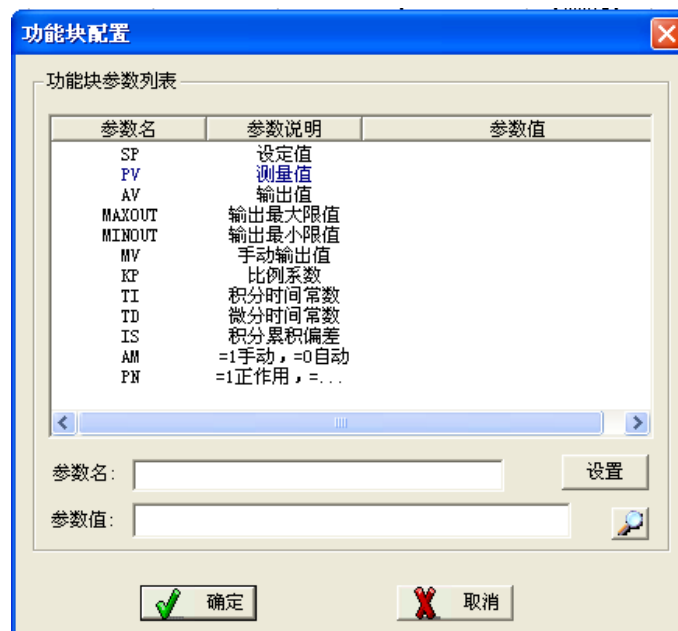 功能块配置
功能块参数列表
参数名 参数说明 参数值
SP 设定值
PV 测量值
AV 输出值
MAXOUT 输出最大限值
MINOUT 输出最小限值
MV 手动输出值
KP 比例系数
TI 积分时间常数
TD 微分时间常数
IS 积分累积偏差
AM =1手动，=0自动
PN =1正作用，=...
参数名: 设置
参数值:
确定 取消